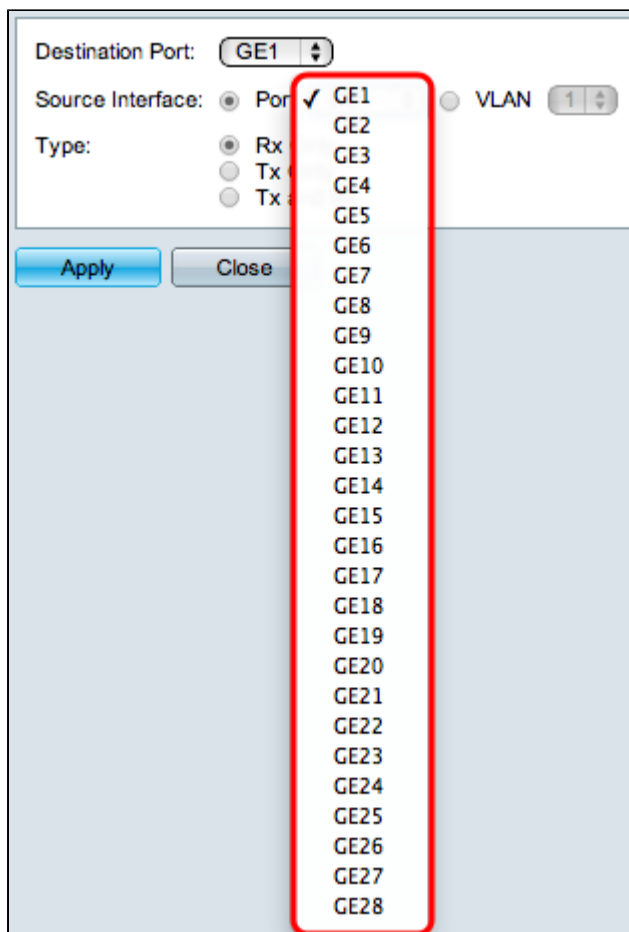 Destination Port: GE1
Source Interface: Por ✓ GE1 VLAN 1
GE2
Type: Rx GE3
Tx GE4
Tx a GE5
GE6
Apply Close GE7
GE8
GE9
GE10
GE11
GE12
GE13
GE14
GE15
GE16
GE17
GE18
GE19
GE20
GE21
GE22
GE23
GE24
GE25
GE26
GE27
GE28